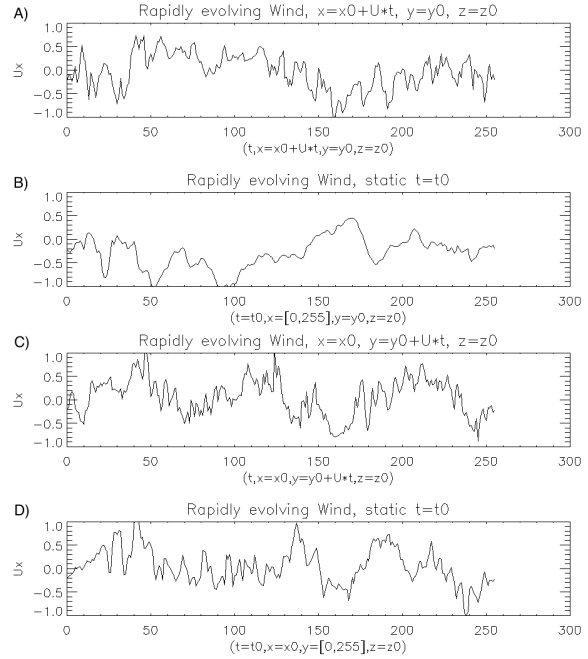 A)
Rapidly evolving Wind, x=x0+U*t, y=y0, z=z0
1.0
0.5
0.0
-0.5
-1.0
Ux
0 50 100 150 200 250 300
(t,x=x0+U*t,y=y0,z=z0)
B)
Rapidly evolving Wind, static t=t0
1.0
0.5
0.0
-0.5
-1.0
Ux
0 50 100 150 200 250 300
(t=t0,x=[0,255],y=y0,z=z0)
C)
Rapidly evolving Wind, x=x0, y=y0+U*t, z=z0
1.0
0.5
0.0
-0.5
-1.0
Ux
0 50 100 150 200 250 300
(t,x=x0,y=y0+U*t,z=z0)
D)
Rapidly evolving Wind, static t=t0
1.0
0.5
0.0
-0.5
-1.0
Ux
0 50 100 150 200 250 300
(t=t0,x=x0,y=[0,255],z=z0)